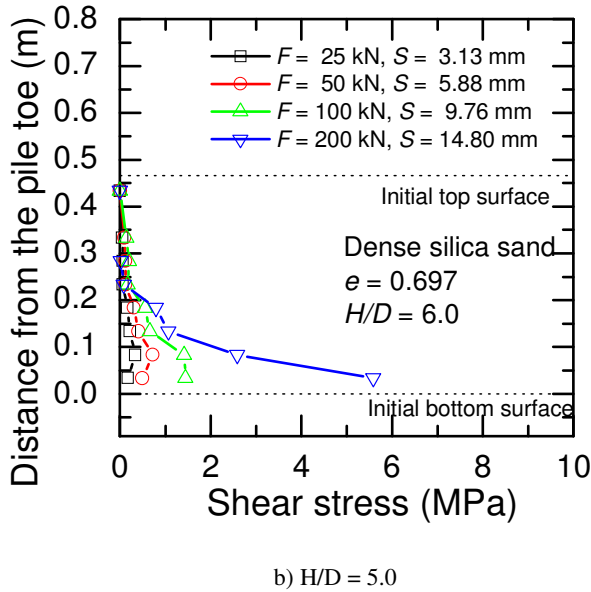 F = 25 kN, S = 3.13 mm
F = 50 kN, S = 5.88 mm
F = 100 kN, S = 9.76 mm
F = 200 kN, S = 14.80 mm
Initial top surface
Dense silica sand
e = 0.697
H/D = 6.0
Initial bottom surface
Distance from the pile toe (m)
0.8
0.7
0.6
0.5
0.4
0.3
0.2
0.1
0.0
0 2 4 6 8 10
Shear stress (MPa)
b) H/D = 5.0